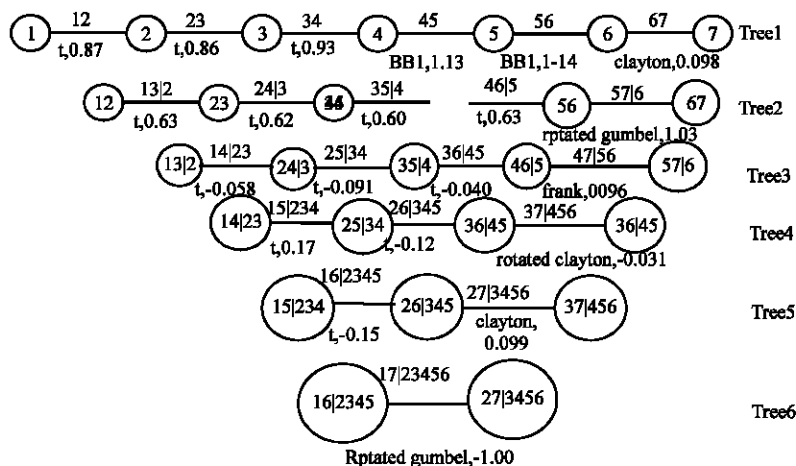 12 23 34 45 56 67
1 2 3 4 5 6 7 Tree1
t,0.87 t,0.86 t,0.93 BB1,1.13 BB1,1-14 clayton,0.098
13|2 24|3 35|4 46|5 57|6
12 23 56 67 Tree2
t,0.63 t,0.62 t,0.60 t,0.63 rptated gumbel,1.03
14|23 25|34 36|45 47|56
13|2 24|3 35|4 46|5 57|6 Tree3
t,-0.058 t,-0.091 t,-0.040 frank,0096
15|234 26|345 37|456
14|23 25|34 36|45 36|45 Tree4
t,0.17 t,-0.12 rotated clayton,-0.031
16|2345 27|3456
15|234 26|345 37|456 Tree5
t,-0.15 clayton,
0.099
17|23456
16|2345 27|3456 Tree6
Rptated gumbel,-1.00